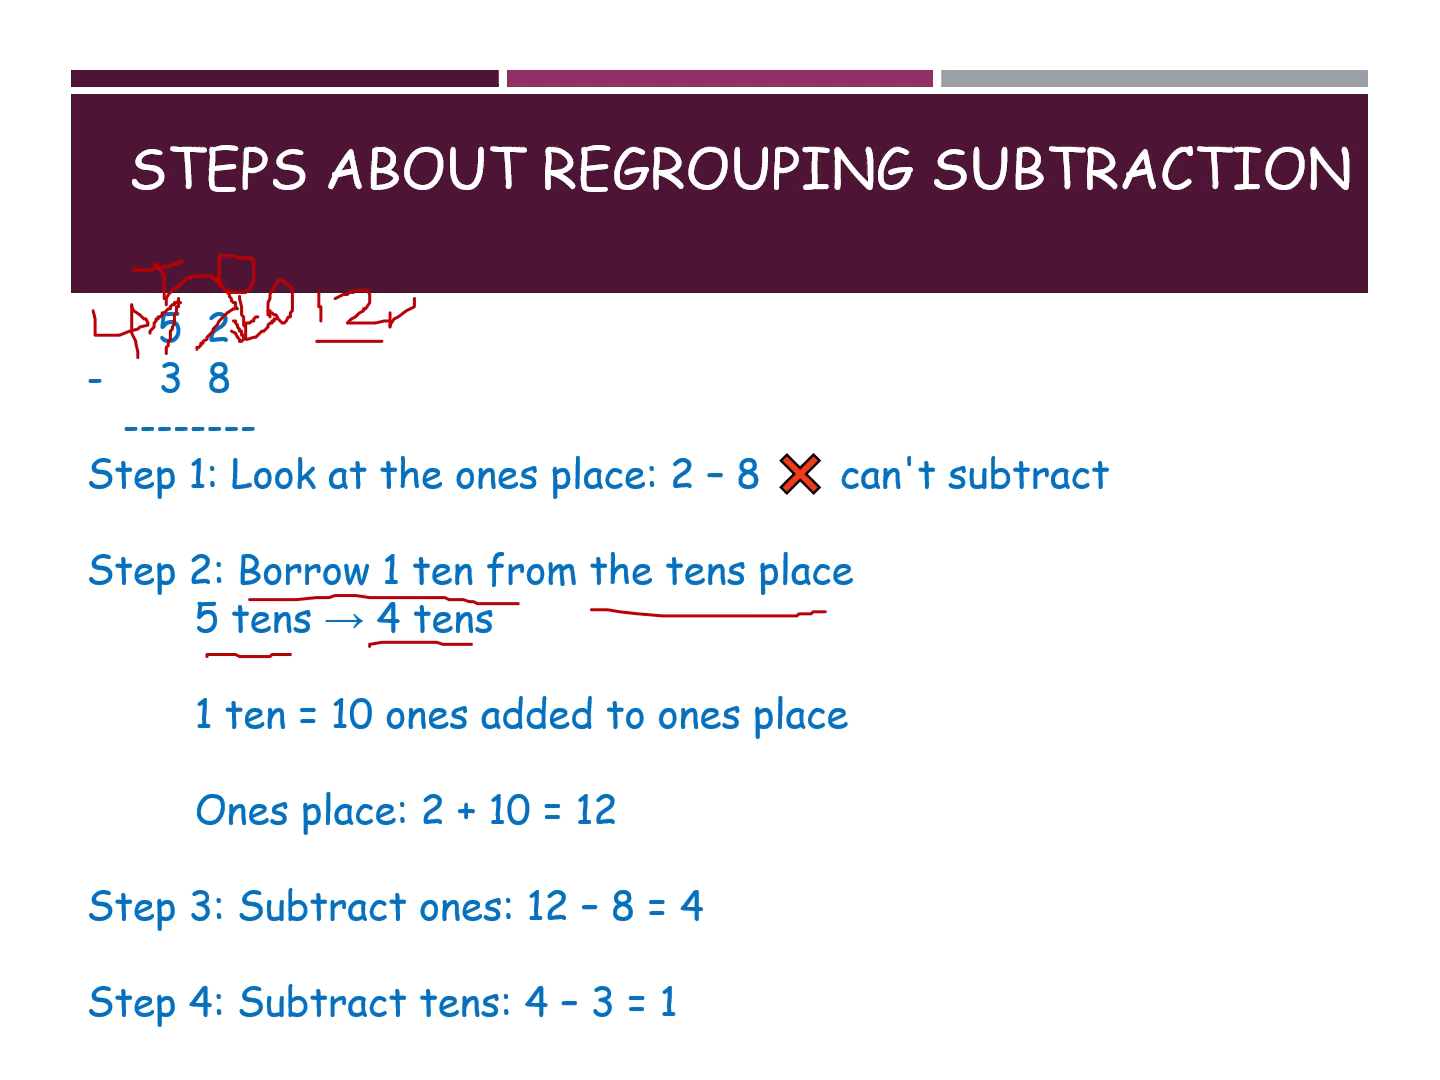 STEPS ABOUT REGROUPING SUBTRACTION
T O
4 5 2 10 12
- 3 8
--------
Step 1: Look at the ones place: 2 – 8 ❌ can't subtract
Step 2: Borrow 1 ten from the tens place
5 tens → 4 tens
1 ten = 10 ones added to ones place
Ones place: 2 + 10 = 12
Step 3: Subtract ones: 12 – 8 = 4
Step 4: Subtract tens: 4 – 3 = 1